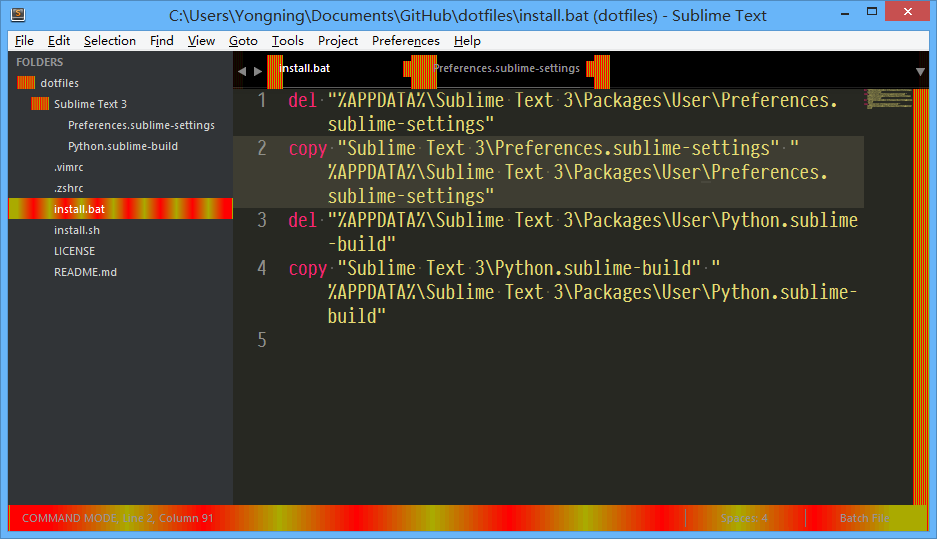 C:\Users\Yongning\Documents\GitHub\dotfiles\install.bat (dotfiles) - Sublime Text
File Edit Selection Find View Goto Tools Project Preferences Help
FOLDERS
dotfiles
Sublime Text 3
Preferences.sublime-settings
Python.sublime-build
.vimrc
.zshrc
install.bat
install.sh
LICENSE
README.md
install.bat Preferences.sublime-settings
1 del "%APPDATA%\Sublime Text 3\Packages\User\Preferences.
sublime-settings"
2 copy "Sublime Text 3\Preferences.sublime-settings" "
%APPDATA%\Sublime Text 3\Packages\User\Preferences.
sublime-settings"
3 del "%APPDATA%\Sublime Text 3\Packages\User\Python.sublime
-build"
4 copy "Sublime Text 3\Python.sublime-build" "
%APPDATA%\Sublime Text 3\Packages\User\Python.sublime-
build"
5
COMMAND MODE, Line 2, Column 91 Spaces: 4 Batch File